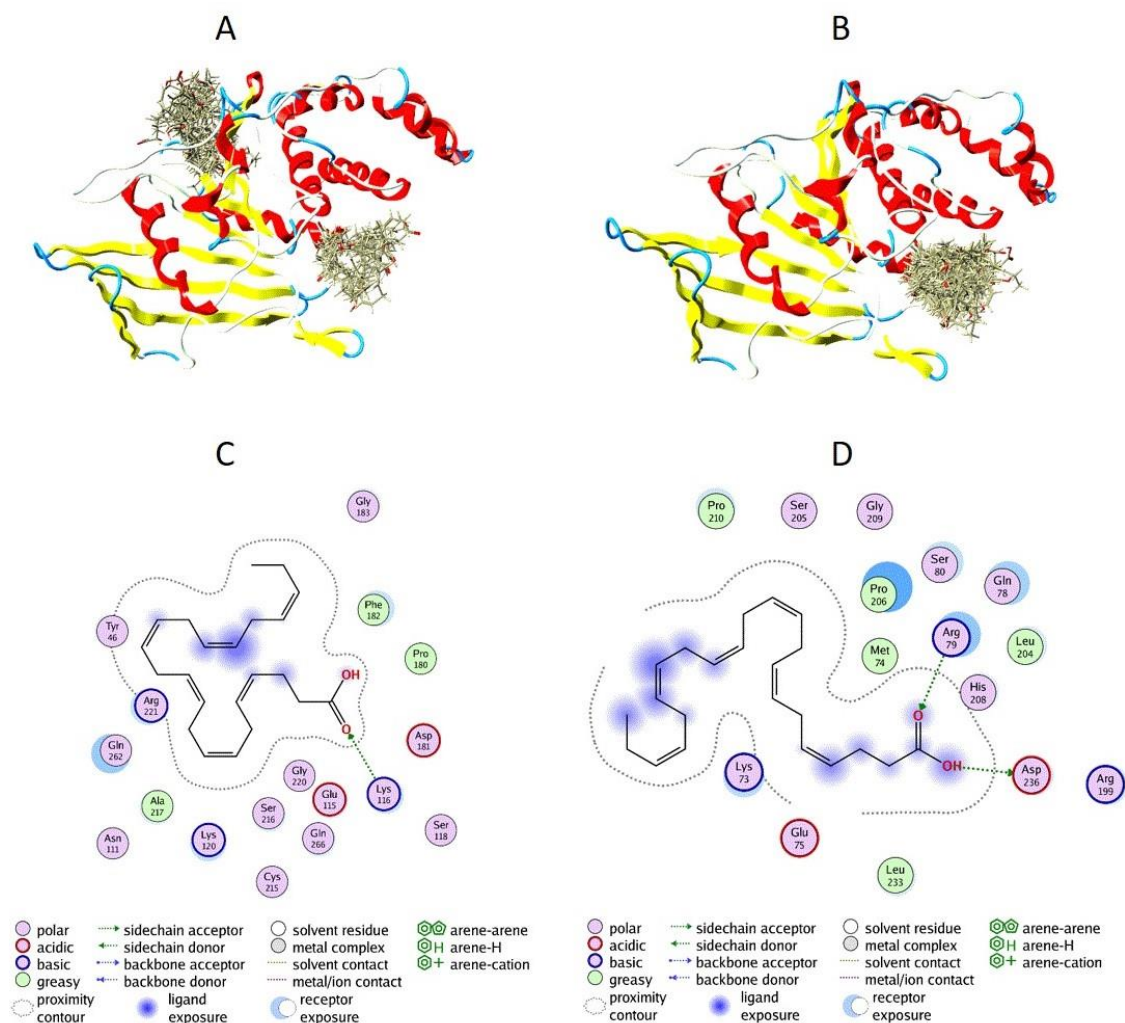 A
B
C
Gly
183
Phe
182
Tyr
46
Pro
180
OH
O
Arg
221
Asp
181
Gln
262
Gly
220
Glu
115
Lys
116
Ala
217
Ser
216
Gln
266
Ser
118
Asn
111
Lys
120
Cys
215
polar
acidic
basic
greasy
proximity
contour
sidechain acceptor
sidechain donor
backbone acceptor
backbone donor
ligand
exposure
solvent residue
metal complex
solvent contact
metal/ion contact
receptor
exposure
arene-arene
H arene-H
+ arene-cation
D
Pro
210
Ser
205
Gly
209
Ser
80
Gln
78
Pro
206
Arg
79
Leu
204
Met
74
His
208
O
OH
Lys
73
Asp
236
Arg
199
Glu
75
Leu
233
polar
acidic
basic
greasy
proximity
contour
sidechain acceptor
sidechain donor
backbone acceptor
backbone donor
ligand
exposure
solvent residue
metal complex
solvent contact
metal/ion contact
receptor
exposure
arene-arene
H arene-H
+ arene-cation